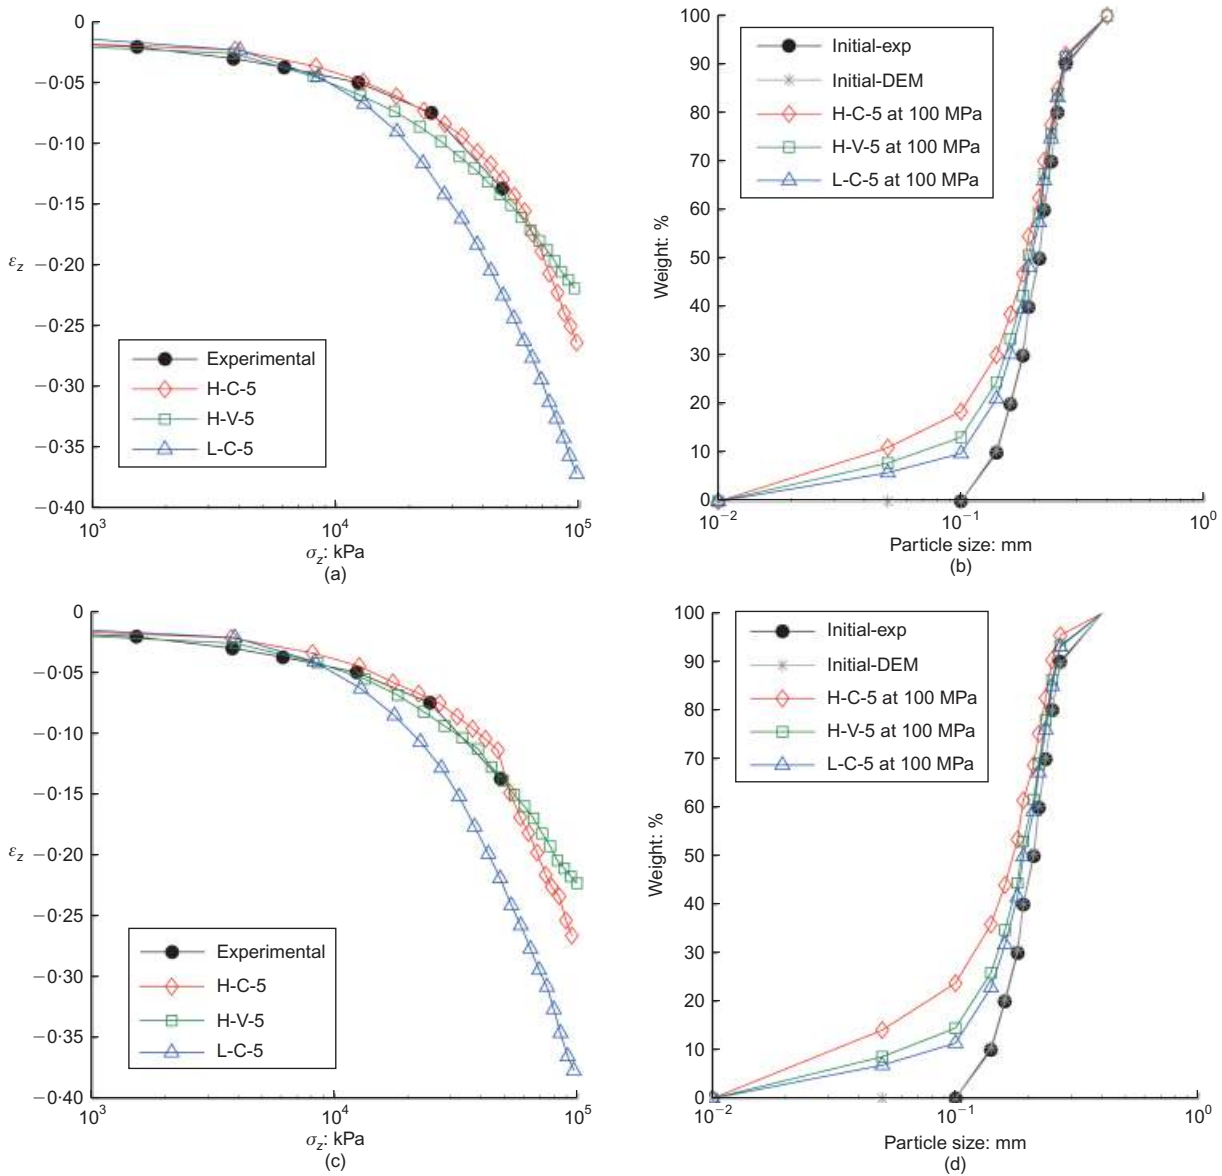 0
−0·05
−0·10
−0·15
εz −0·20
−0·25
−0·30
−0·35
−0·40
Experimental
H-C-5
H-V-5
L-C-5
10³ 10⁴ 10⁵
σz: kPa
(a)
100
90
80
70
60
50
40
30
20
10
0
Weight: %
Initial-exp
Initial-DEM
H-C-5 at 100 MPa
H-V-5 at 100 MPa
L-C-5 at 100 MPa
10⁻² 10⁻¹ 10⁰
Particle size: mm
(b)
0
−0·05
−0·10
−0·15
εz −0·20
−0·25
−0·30
−0·35
−0·40
Experimental
H-C-5
H-V-5
L-C-5
10³ 10⁴ 10⁵
σz: kPa
(c)
100
90
80
70
60
50
40
30
20
10
0
Weight: %
Initial-exp
Initial-DEM
H-C-5 at 100 MPa
H-V-5 at 100 MPa
L-C-5 at 100 MPa
10⁻² 10⁻¹ 10⁰
Particle size: mm
(d)